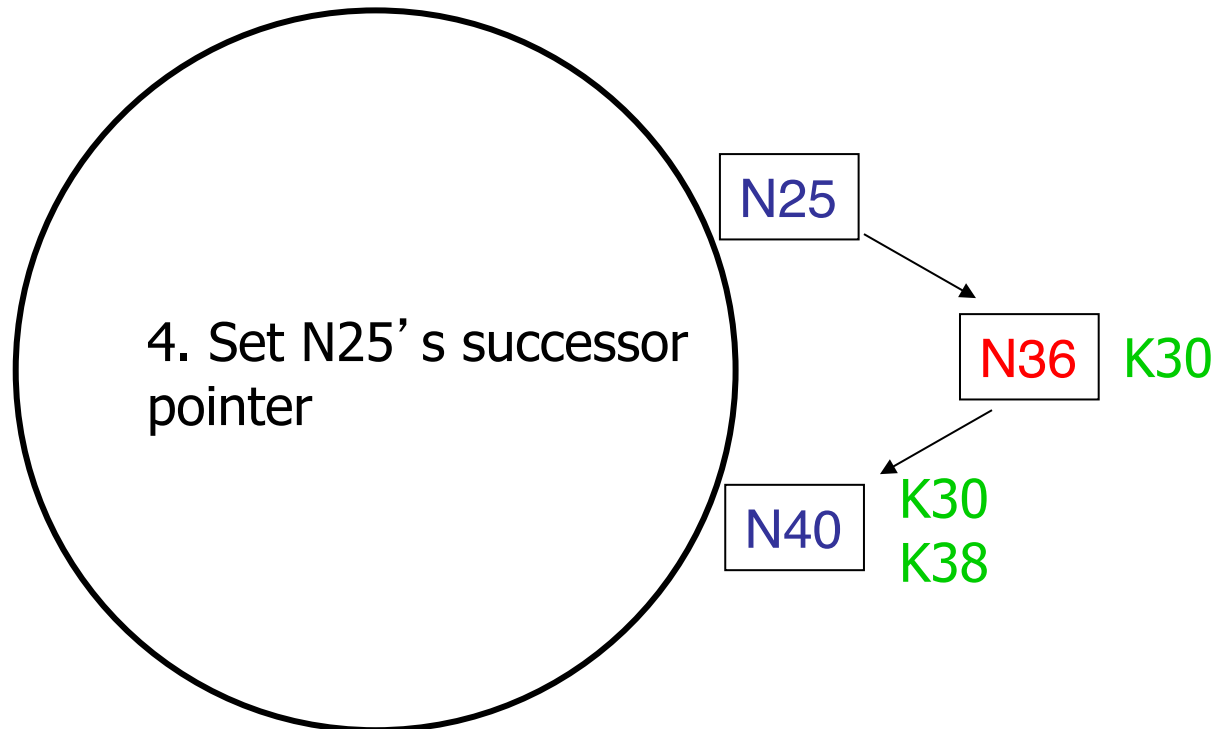 N25
4. Set N25’ s successor
pointer
N36 K30
N40
K30
K38